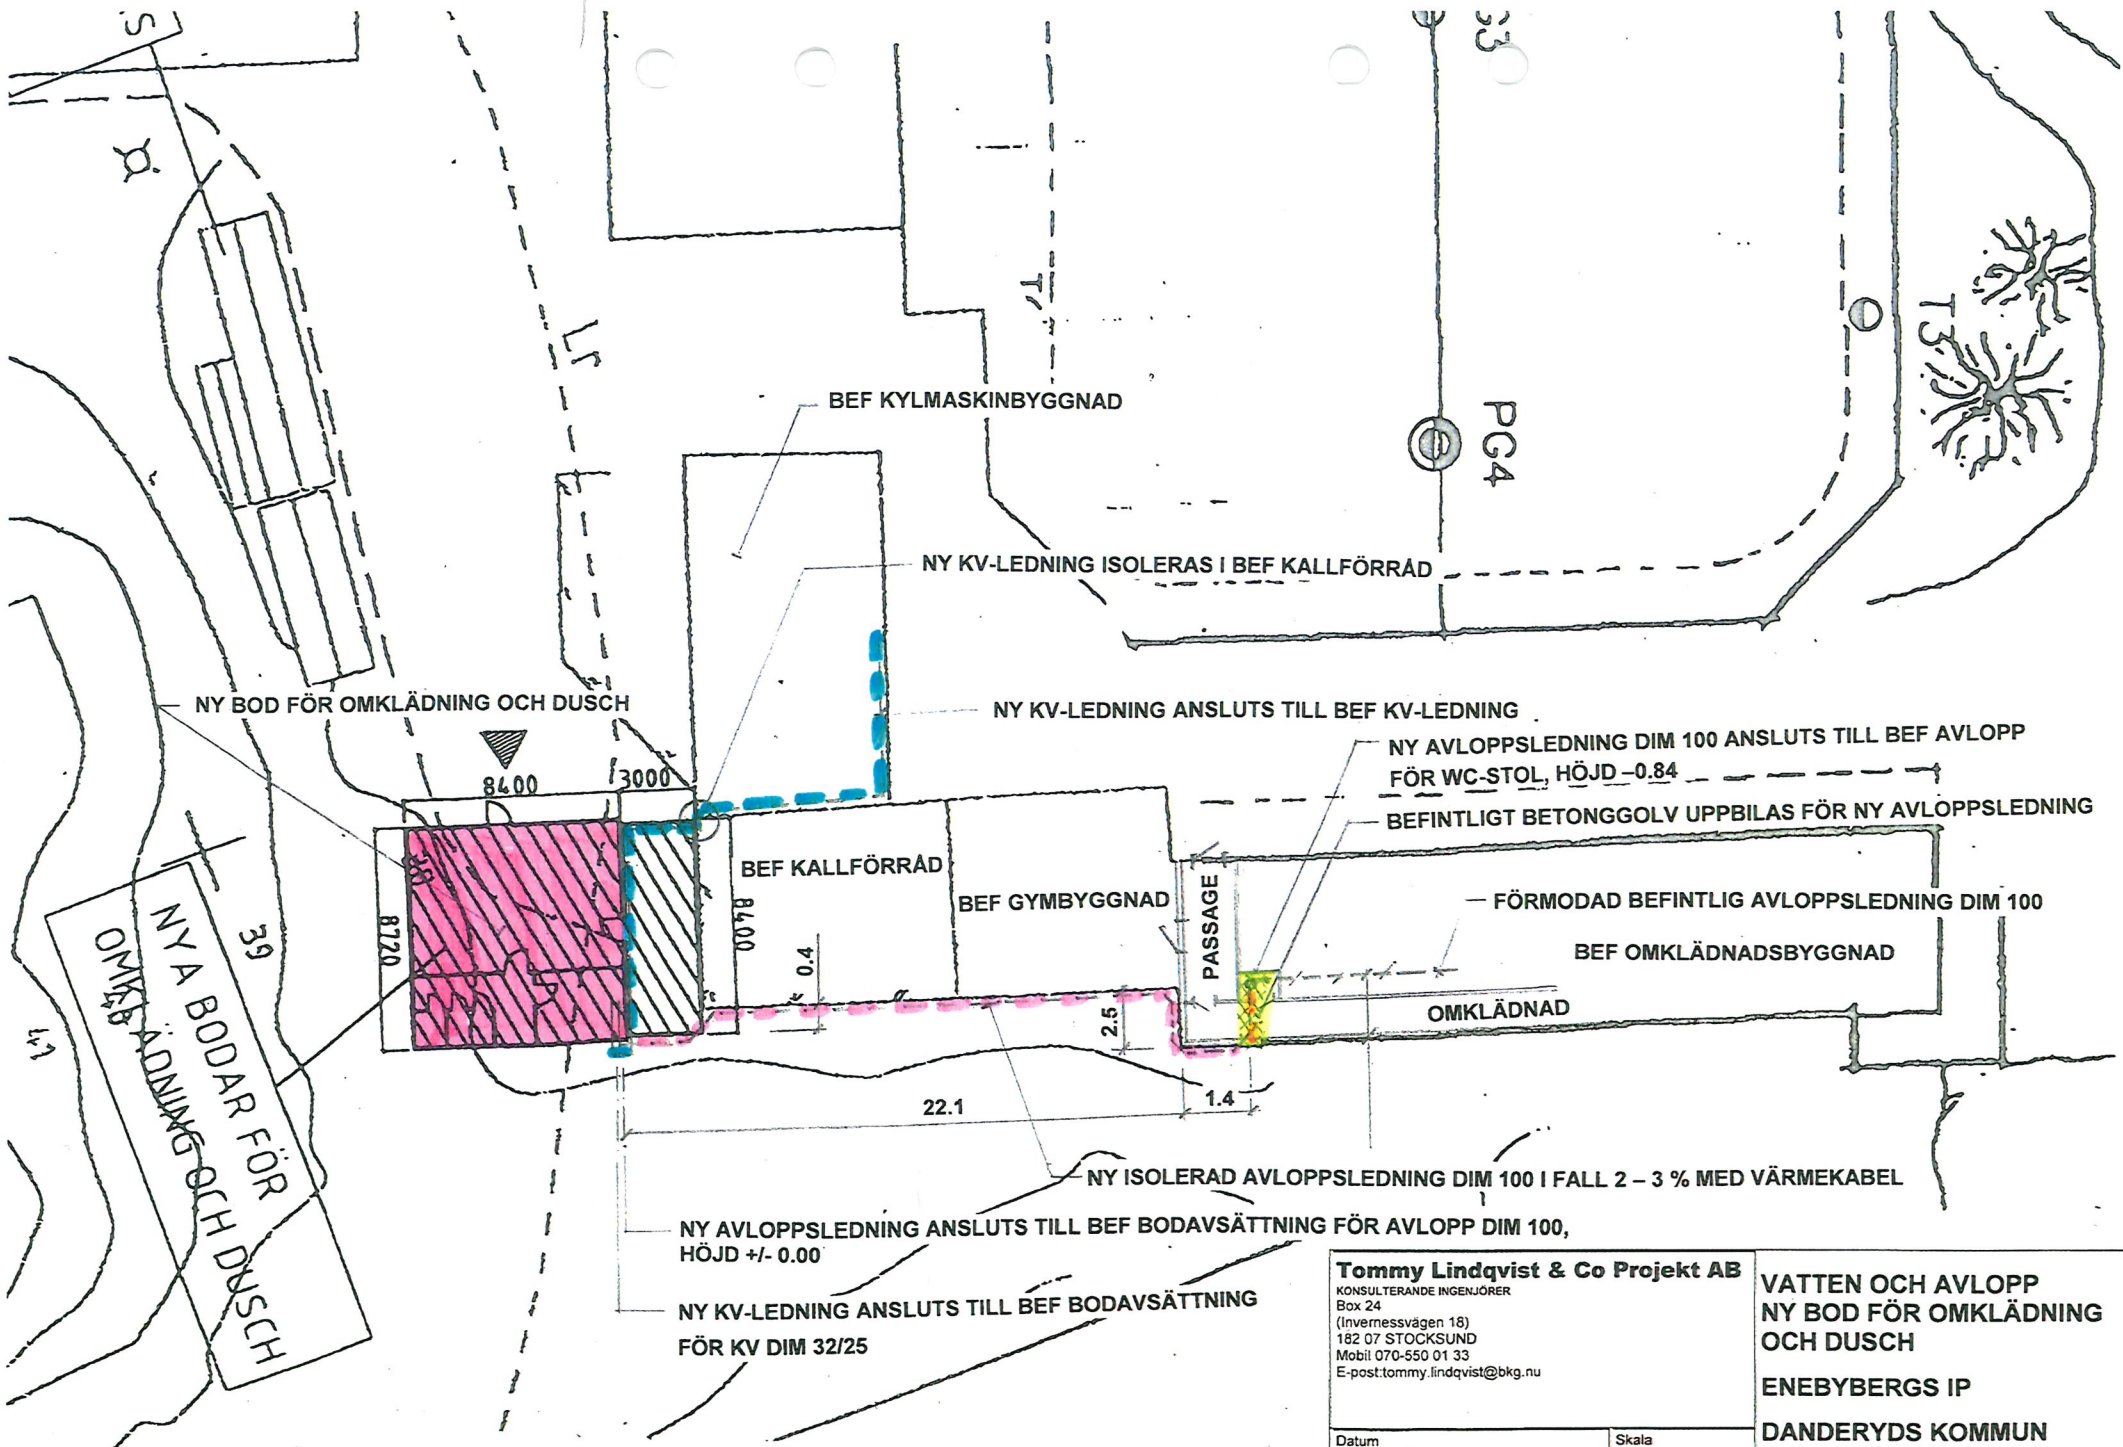 S
G3
T4
T3
Lf
PG4
BEF KYLMASKINBYGGNAD
NY KV-LEDNING ISOLERAS I BEF KALLFÖRRÅD
NY BOD FÖR OMKLÄDNING OCH DUSCH
NY KV-LEDNING ANSLUTS TILL BEF KV-LEDNING
NY AVLOPPSLEDNING DIM 100 ANSLUTS TILL BEF AVLOPP
FÖR WC-STOL, HÖJD –0.84
BEFINTLIGT BETONGGOLV UPPBILAS FÖR NY AVLOPPSLEDNING
8400
3000
BEF KALLFÖRRÅD
BEF GYMBYGGNAD
PASSAGE
FÖRMODAD BEFINTLIG AVLOPPSLEDNING DIM 100
BEF OMKLÄDNADSBYGGNAD
OMKLÄDNAD
8720
8400
0.4
2.5
39
38
40
41
22.1
1.4
NYA BODAR FÖR
OMKLÄDNING OCH DUSCH
NY ISOLERAD AVLOPPSLEDNING DIM 100 I FALL 2 – 3 % MED VÄRMEKABEL
NY AVLOPPSLEDNING ANSLUTS TILL BEF BODAVSÄTTNING FÖR AVLOPP DIM 100,
HÖJD +/- 0.00
NY KV-LEDNING ANSLUTS TILL BEF BODAVSÄTTNING
FÖR KV DIM 32/25
Tommy Lindqvist & Co Projekt AB
KONSULTERANDE INGENJÖRER
Box 24
(Invernessvägen 18)
182 07 STOCKSUND
Mobil 070-550 01 33
E-post:tommy.lindqvist@bkg.nu
Datum
Skala
VATTEN OCH AVLOPP
NY BOD FÖR OMKLÄDNING
OCH DUSCH
ENEBYBERGS IP
DANDERYDS KOMMUN